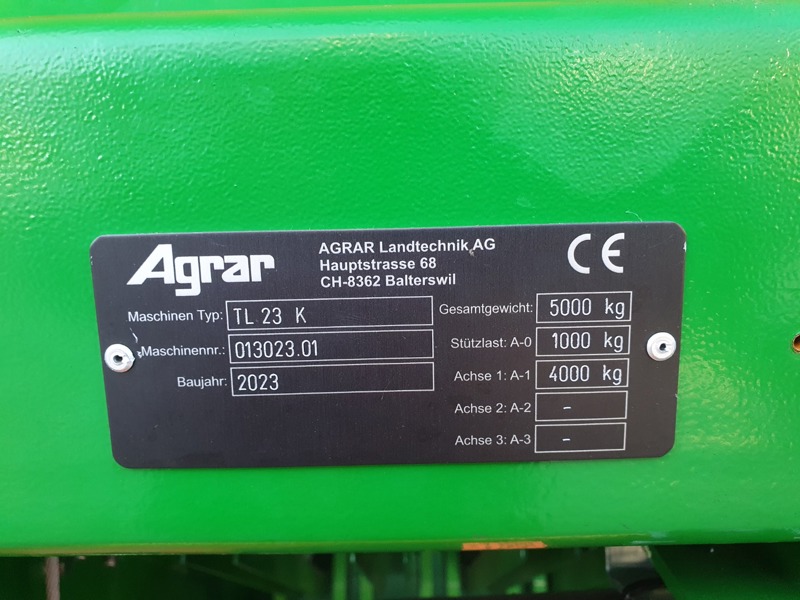 Agrar
AGRAR Landtechnik AG
Hauptstrasse 68
CH-8362 Balterswil
CE
Maschinen Typ: TL 23 K
Maschinennr.: 013023.01
Baujahr: 2023
Gesamtgewicht: 5000 kg
Stützlast: A-0 1000 kg
Achse 1: A-1 4000 kg
Achse 2: A-2 -
Achse 3: A-3 -